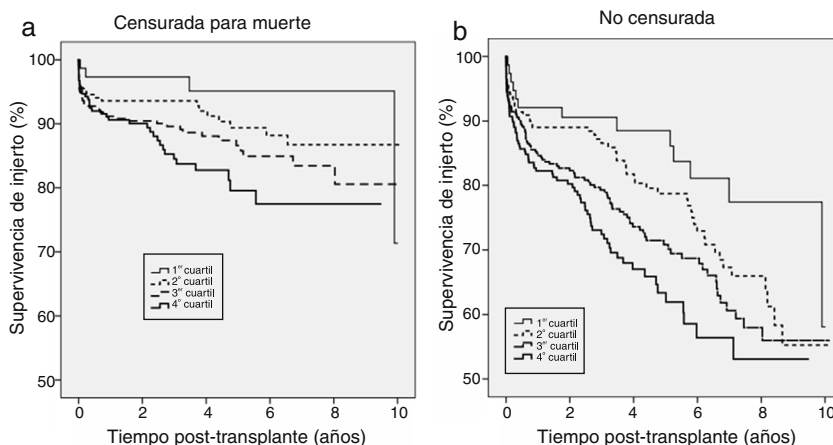 a
Censurada para muerte
Supervivencia de injerto (%)
100
90
80
70
60
50
1er cuartil
2° cuartil
3er cuartil
4° cuartil
0
2
4
6
8
10
Tiempo post-transplante (años)
b
No censurada
Supervivencia de injerto (%)
100
90
80
70
60
50
1er cuartil
2° cuartil
3er cuartil
4° cuartil
0
2
4
6
8
10
Tiempo post-transplante (años)